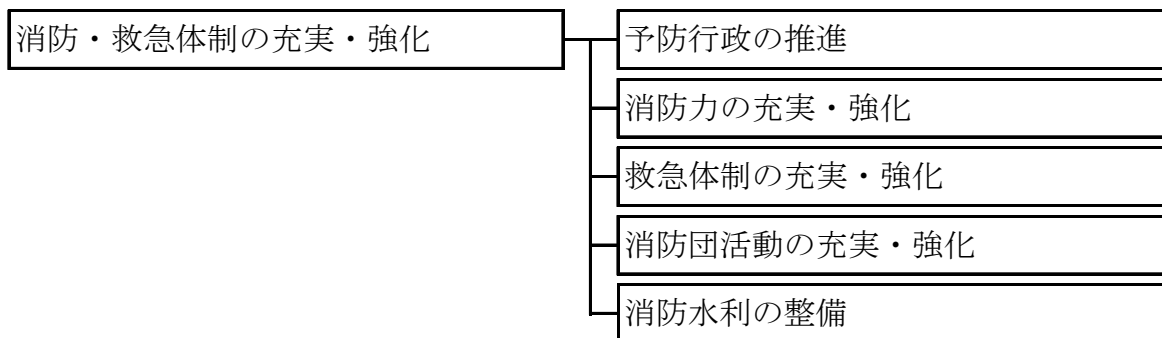 消防・救急体制の充実・強化
予防行政の推進
消防力の充実・強化
救急体制の充実・強化
消防団活動の充実・強化
消防水利の整備